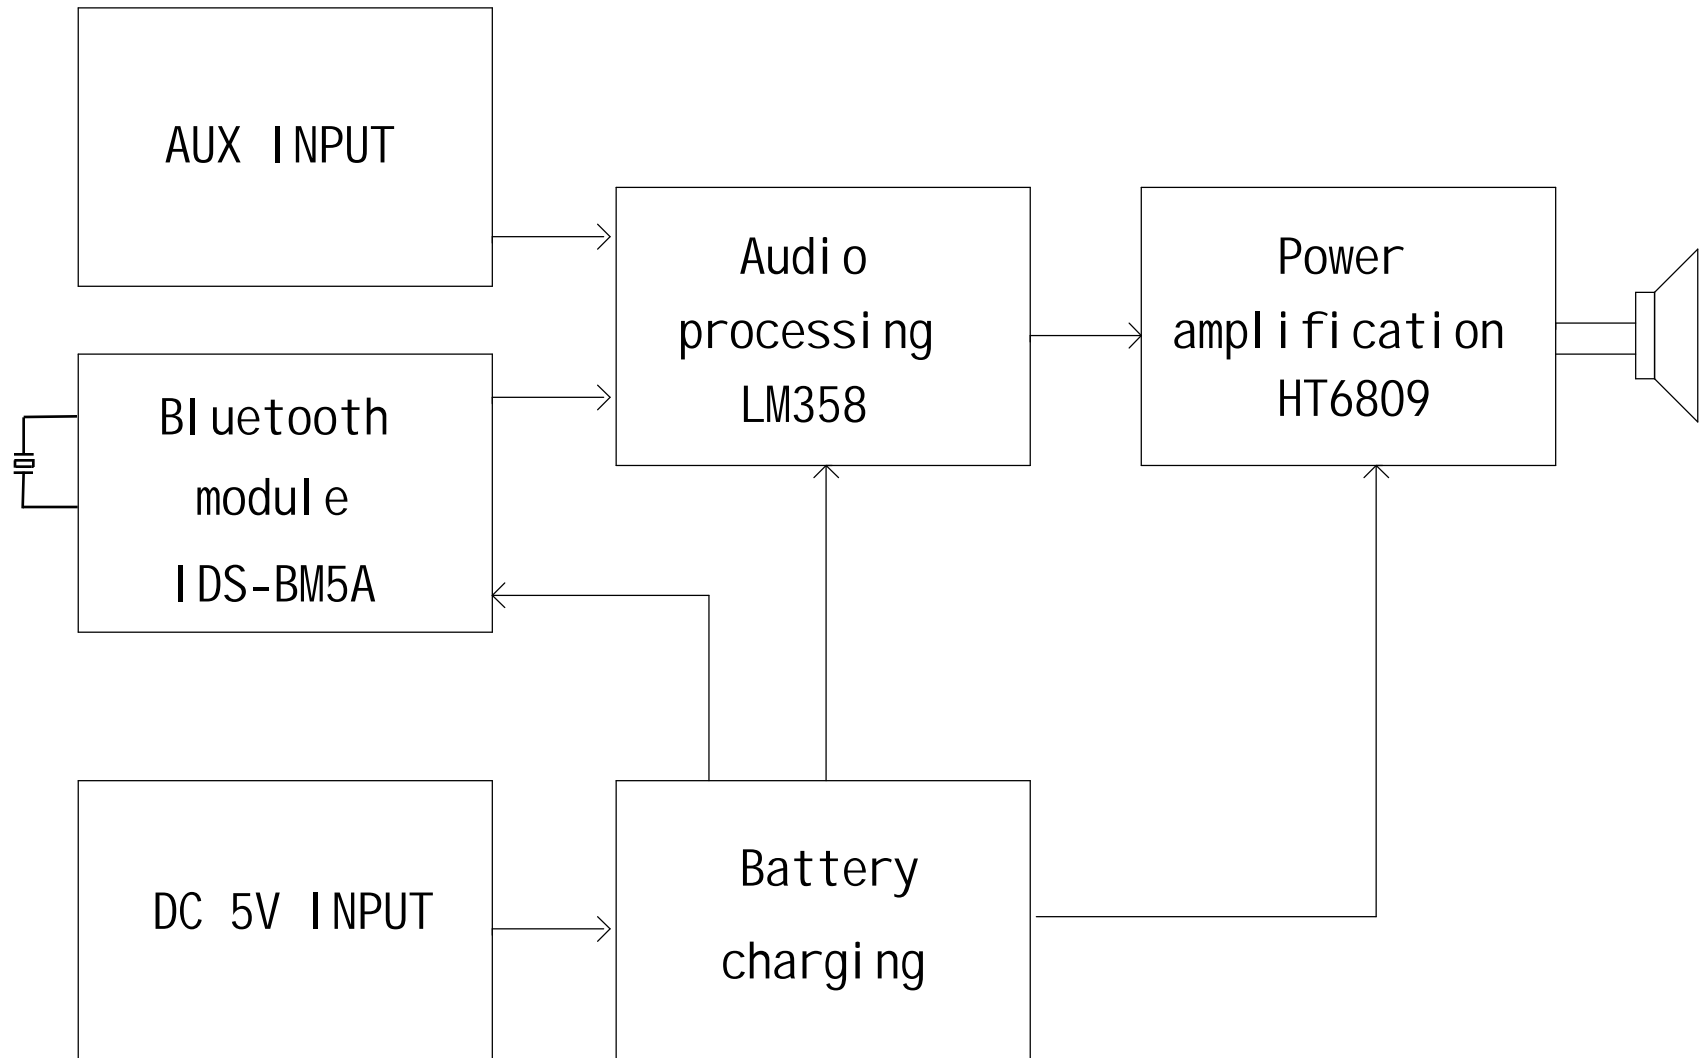 AUX INPUT
Audio
processing
LM358
Power
amplification
HT6809
Bluetooth
module
IDS-BM5A
DC 5V INPUT
Battery
charging